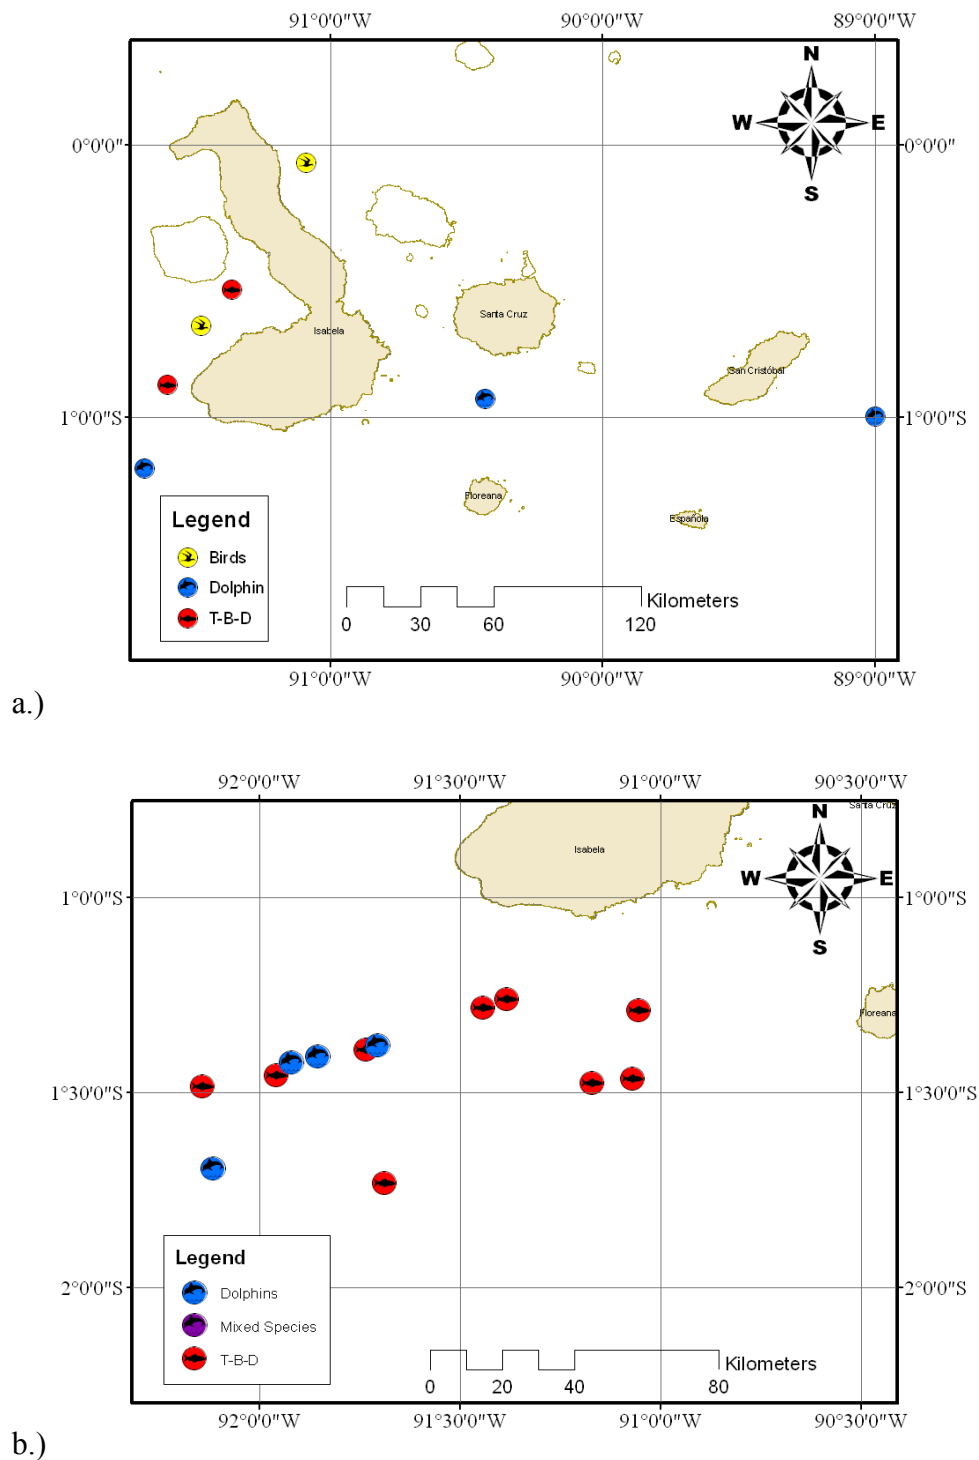 91°0'0"W 90°0'0"W 89°0'0"W
N
W E
S
0°0'0" 0°0'0"
Isabela
Santa Cruz
San Cristóbal
1°0'0"S 1°0'0"S
Floreana
Española
Legend
Birds
Dolphin
T-B-D
Kilometers
0 30 60 120
91°0'0"W 90°0'0"W 89°0'0"W
a.)
92°0'0"W 91°30'0"W 91°0'0"W 90°30'0"W
Santa Cruz
N
Isabela
W E
S
1°0'0"S 1°0'0"S
Floreana
1°30'0"S 1°30'0"S
Legend
Dolphins
Mixed Species
T-B-D
2°0'0"S 2°0'0"S
Kilometers
0 20 40 80
92°0'0"W 91°30'0"W 91°0'0"W 90°30'0"W
b.)